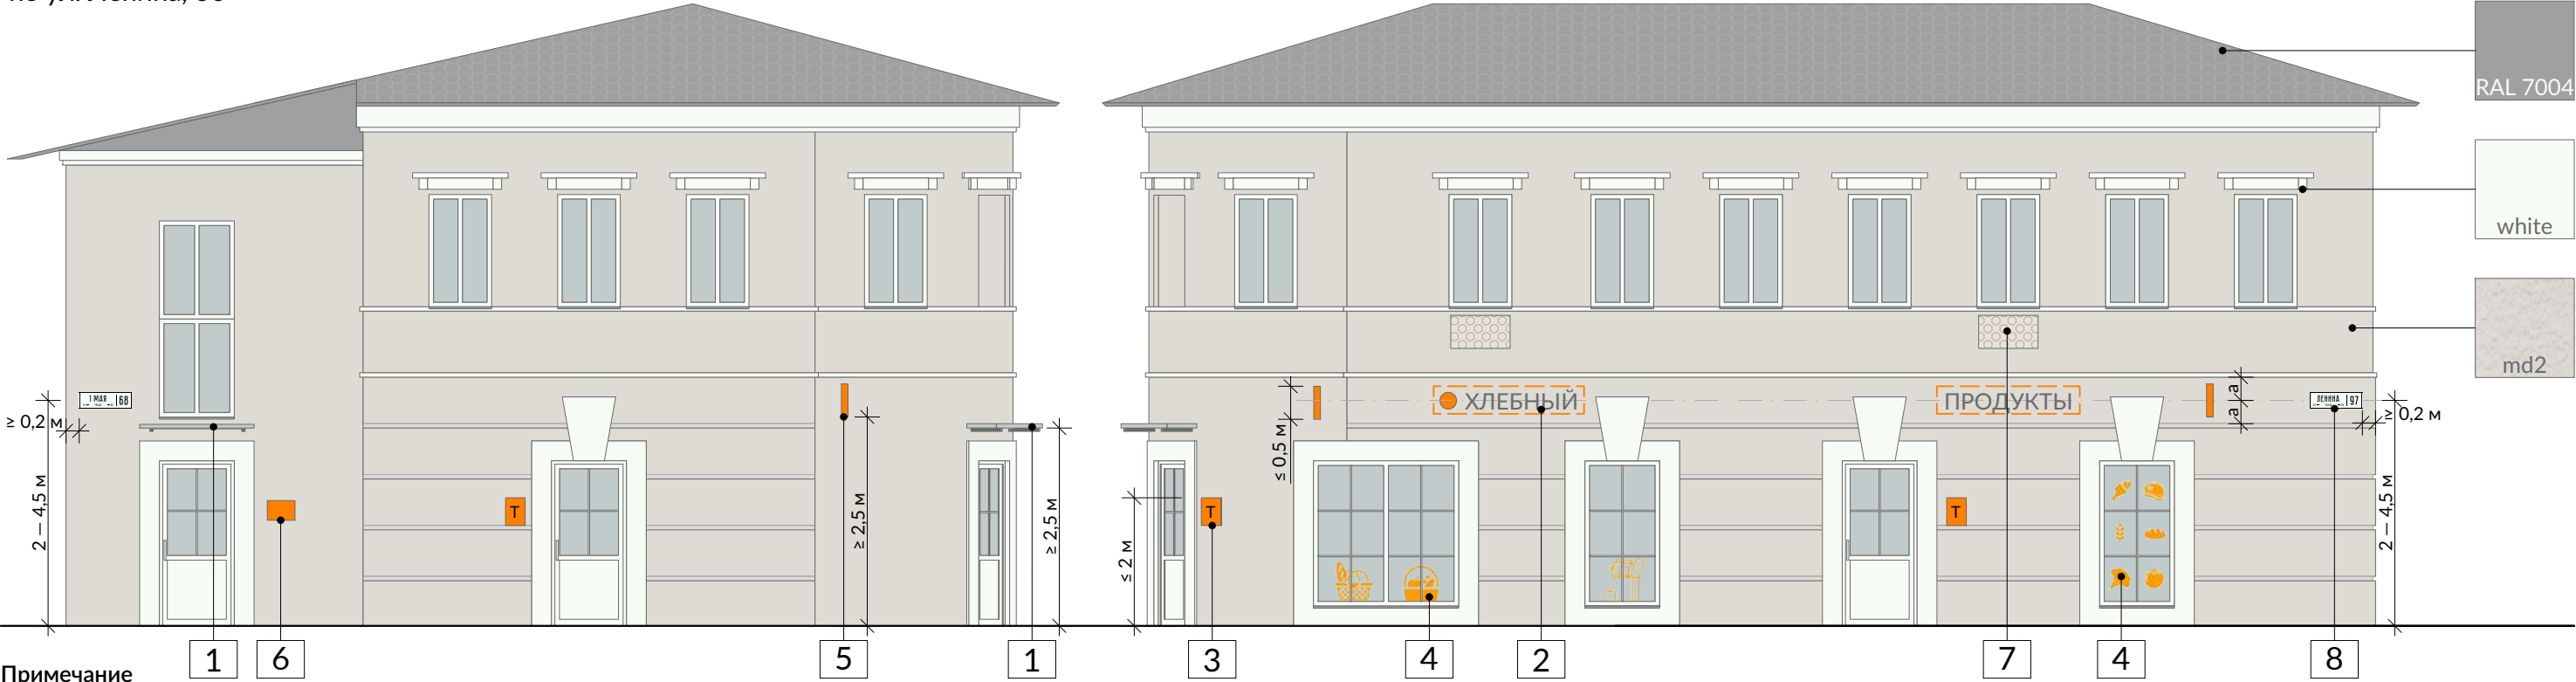 RAL 7004
white
md2
1 МАЯ 68
≥ 0,2 м
2 — 4,5 м
Т
≥ 2,5 м
≥ 2,5 м
≤ 2 м
Т
≤ 0,5 м
ХЛЕБНЫЙ
ПРОДУКТЫ
Т
а
а
ЛЕНИНА 97
≥ 0,2 м
2 — 4,5 м
1
6
5
1
3
4
2
7
4
8
Примечание